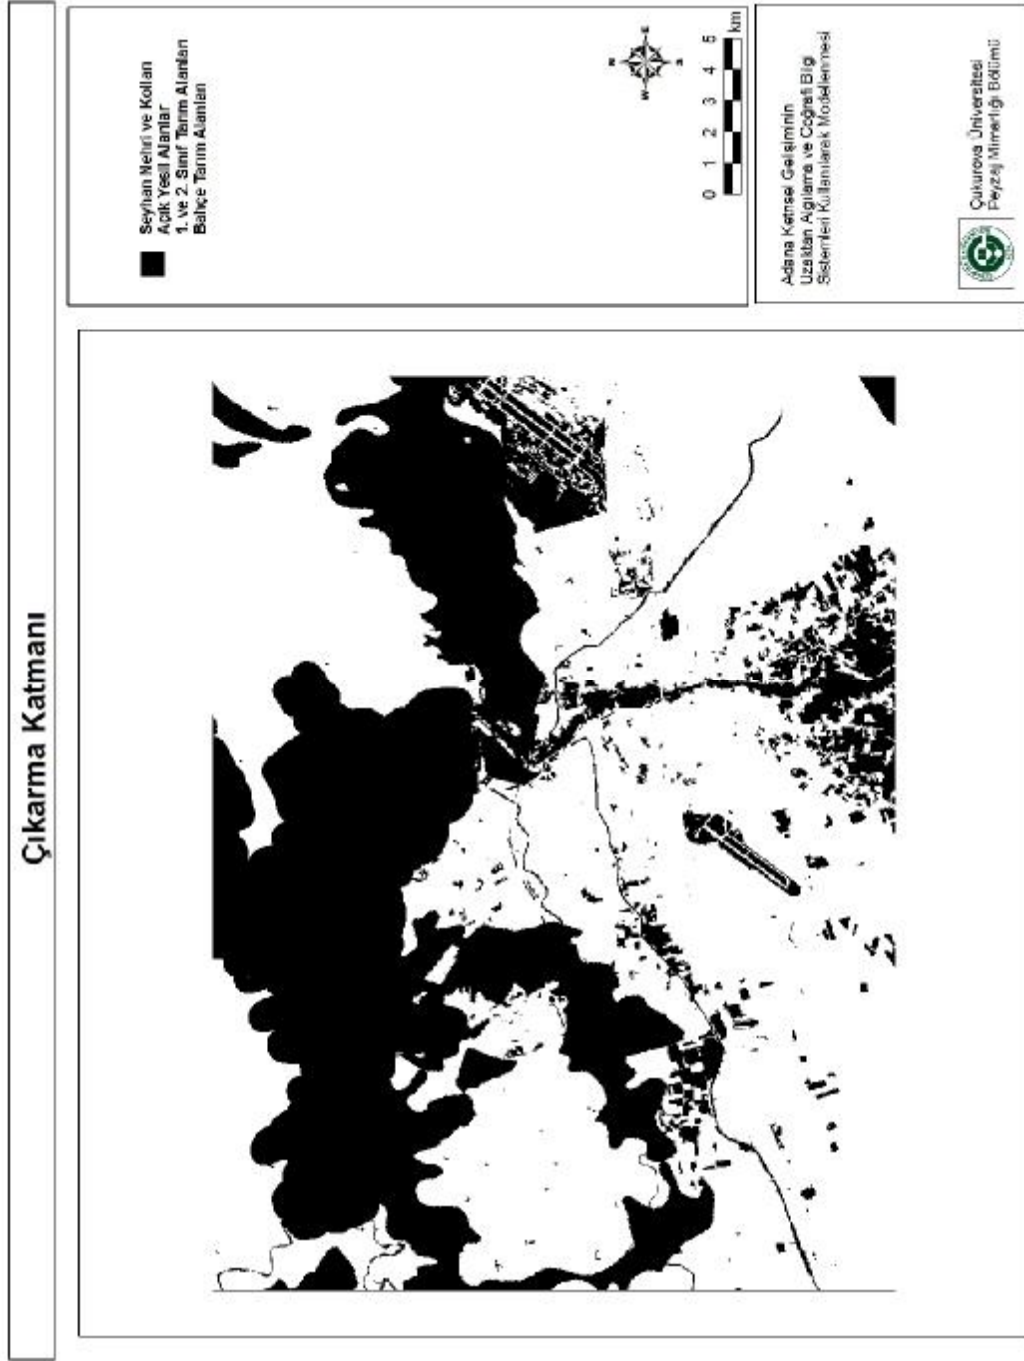 Çıkarma Katmanı
Seyhan Nehri ve Kolları
Açık Yesil Alanlar
1. ve 2. Sınıf Tarım Alanları
Bahçe Tarım Alanları
N
W
E
S
0 1 2 3 4 5
km
Adana Ketnsel Gelişiminin
Uzaktan Algılama ve Coğrafi Bilgi
Sistemleri Kullanılarak Modellenmesi
Çukurova Üniversitesi
Peyzaj Mimarlığı Bölümü